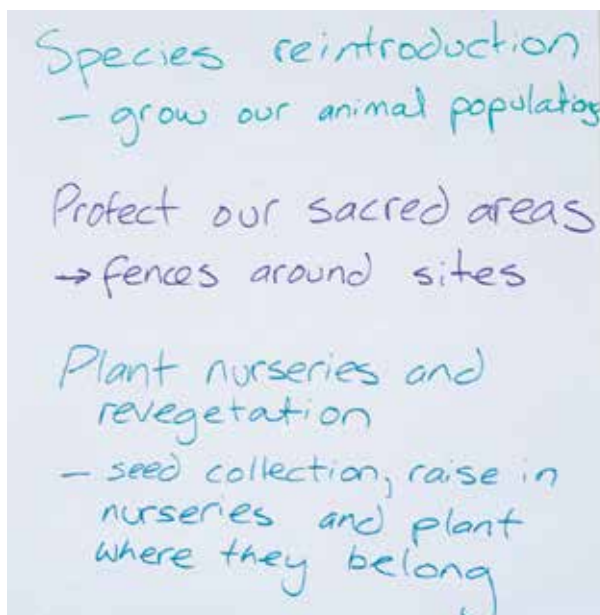 Species reintroduction
– grow our animal population
Protect our sacred areas
→ fences around sites
Plant nurseries and
revegetation
– seed collection, raise in
nurseries and plant
where they belong